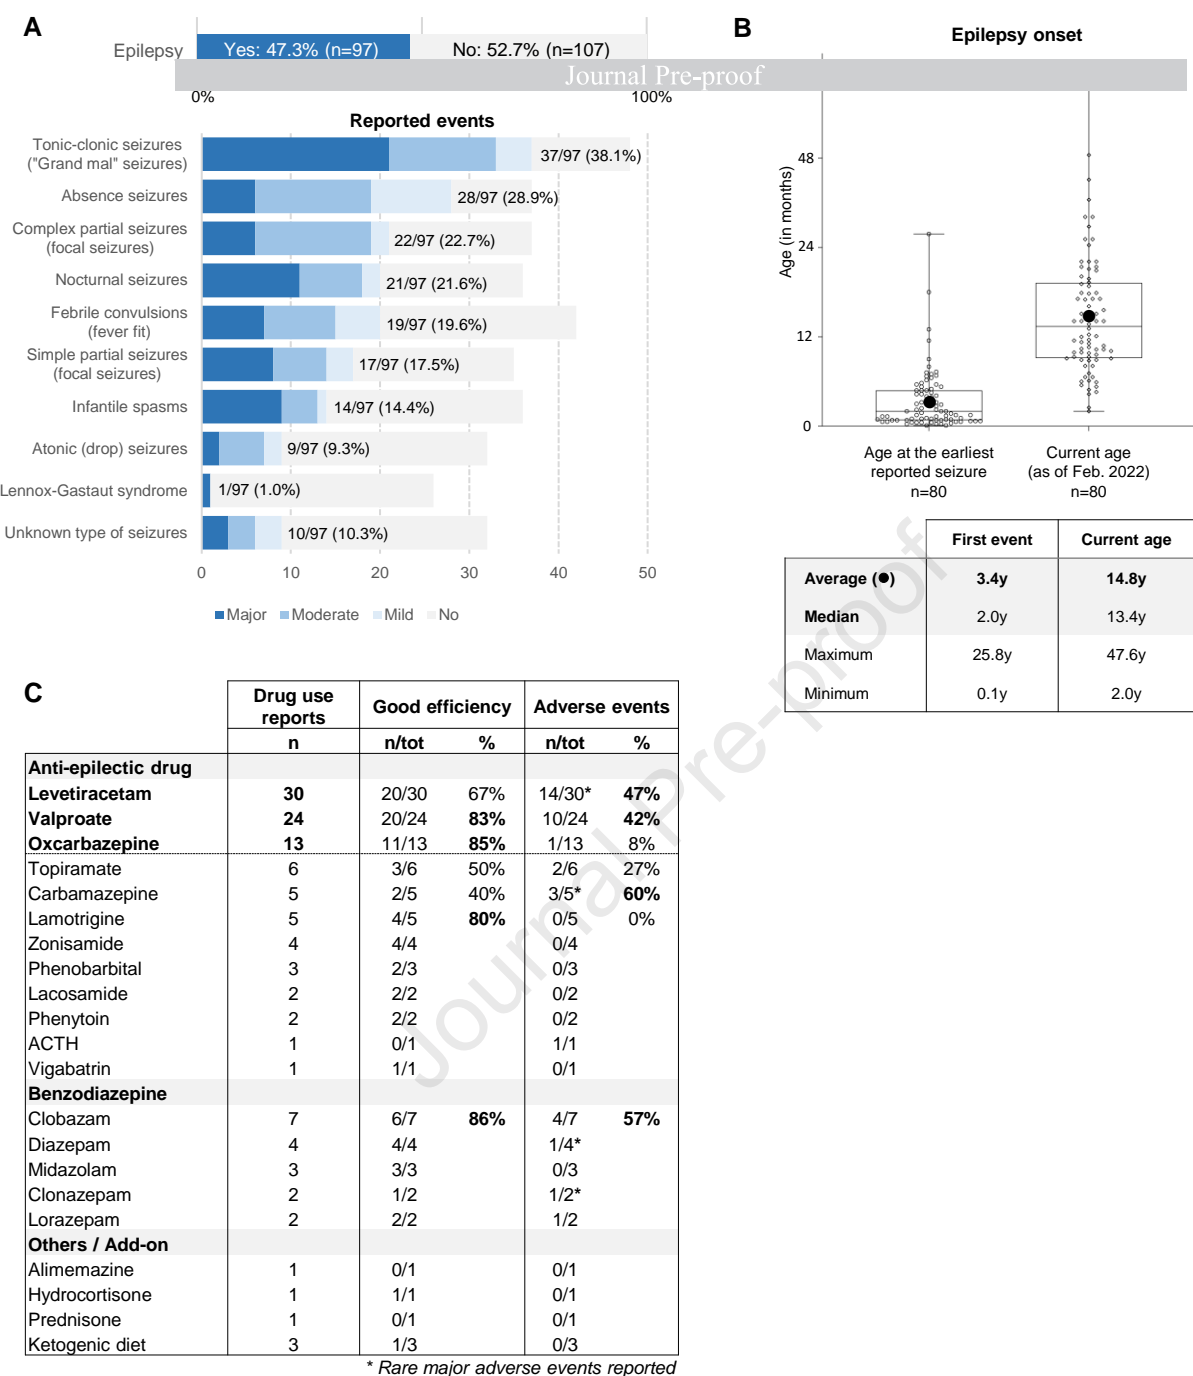 A
Epilepsy
Yes: 47.3% (n=97)
No: 52.7% (n=107)
Journal Pre-proof
0%
100%
Reported events
Tonic-clonic seizures
("Grand mal" seizures)
37/97 (38.1%)
Absence seizures
28/97 (28.9%)
Complex partial seizures
(focal seizures)
22/97 (22.7%)
Nocturnal seizures
21/97 (21.6%)
Febrile convulsions
(fever fit)
19/97 (19.6%)
Simple partial seizures
(focal seizures)
17/97 (17.5%)
Infantile spasms
14/97 (14.4%)
Atonic (drop) seizures
9/97 (9.3%)
Lennox-Gastaut syndrome
1/97 (1.0%)
Unknown type of seizures
10/97 (10.3%)
0 10 20 30 40 50
Major Moderate Mild No
B
Epilepsy onset
Age (in months)
48
24
12
0
Age at the earliest
reported seizure
n=80
Current age
(as of Feb. 2022)
n=80
First event Current age
Average (●) 3.4y 14.8y
Median 2.0y 13.4y
Maximum 25.8y 47.6y
Minimum 0.1y 2.0y
C
Drug use reports Good efficiency Adverse events
n n/tot % n/tot %
Anti-epilectic drug
Levetiracetam 30 20/30 67% 14/30* 47%
Valproate 24 20/24 83% 10/24 42%
Oxcarbazepine 13 11/13 85% 1/13 8%
Topiramate 6 3/6 50% 2/6 27%
Carbamazepine 5 2/5 40% 3/5* 60%
Lamotrigine 5 4/5 80% 0/5 0%
Zonisamide 4 4/4 0/4
Phenobarbital 3 2/3 0/3
Lacosamide 2 2/2 0/2
Phenytoin 2 2/2 0/2
ACTH 1 0/1 1/1
Vigabatrin 1 1/1 0/1
Benzodiazepine
Clobazam 7 6/7 86% 4/7 57%
Diazepam 4 4/4 1/4*
Midazolam 3 3/3 0/3
Clonazepam 2 1/2 1/2*
Lorazepam 2 2/2 1/2
Others / Add-on
Alimemazine 1 0/1 0/1
Hydrocortisone 1 1/1 0/1
Prednisone 1 0/1 0/1
Ketogenic diet 3 1/3 0/3
* Rare major adverse events reported
Journal Pre-proof